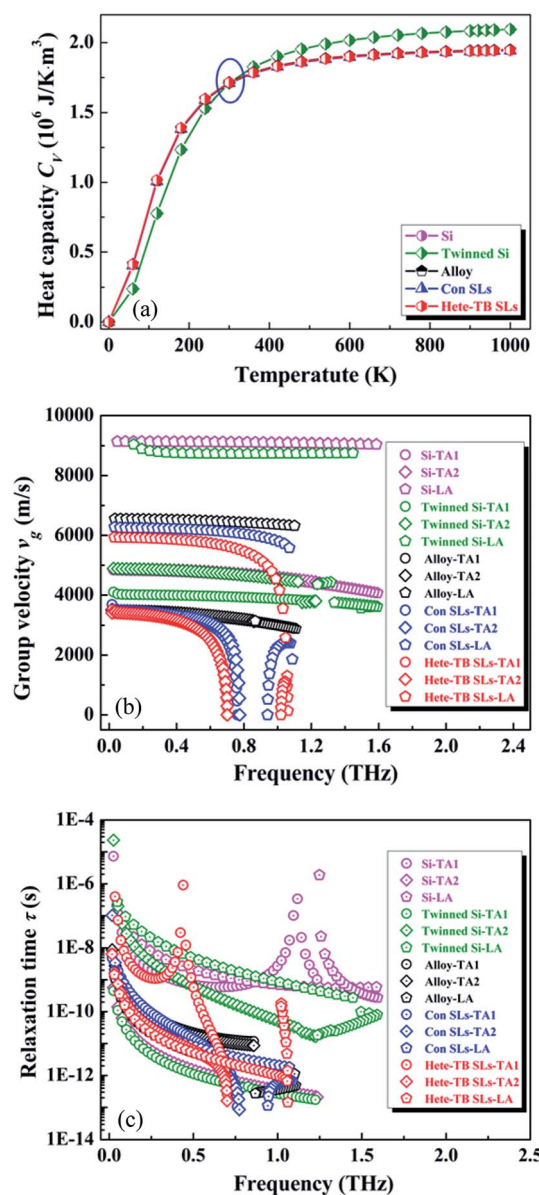 2.0
1.5
1.0
0.5
0.0
Heat capacity C_V (10^6 J/K·m^3)
Si
Twinned Si
Alloy
Con SLs
Hete-TB SLs
(a)
0 200 400 600 800 1000
Temperatute (K)
10000
8000
6000
4000
2000
0
Group velocity v_g (m/s)
Si-TA1
Si-TA2
Si-LA
Twinned Si-TA1
Twinned Si-TA2
Twinned Si-LA
Alloy-TA1
Alloy-TA2
Alloy-LA
Con SLs-TA1
Con SLs-TA2
Con SLs-LA
Hete-TB SLs-TA1
Hete-TB SLs-TA2
Hete-TB SLs-LA
(b)
0.0 0.4 0.8 1.2 1.6 2.0 2.4
Frequency (THz)
1E-4
1E-6
1E-8
1E-10
1E-12
1E-14
Relaxation time τ (s)
Si-TA1
Si-TA2
Si-LA
Twinned Si-TA1
Twinned Si-TA2
Twinned Si-LA
Alloy-TA1
Alloy-TA2
Alloy-LA
Con SLs-TA1
Con SLs-TA2
Con SLs-LA
Hete-TB SLs-TA1
Hete-TB SLs-TA2
Hete-TB SLs-LA
(c)
0.0 0.5 1.0 1.5 2.0 2.5
Frequency (THz)